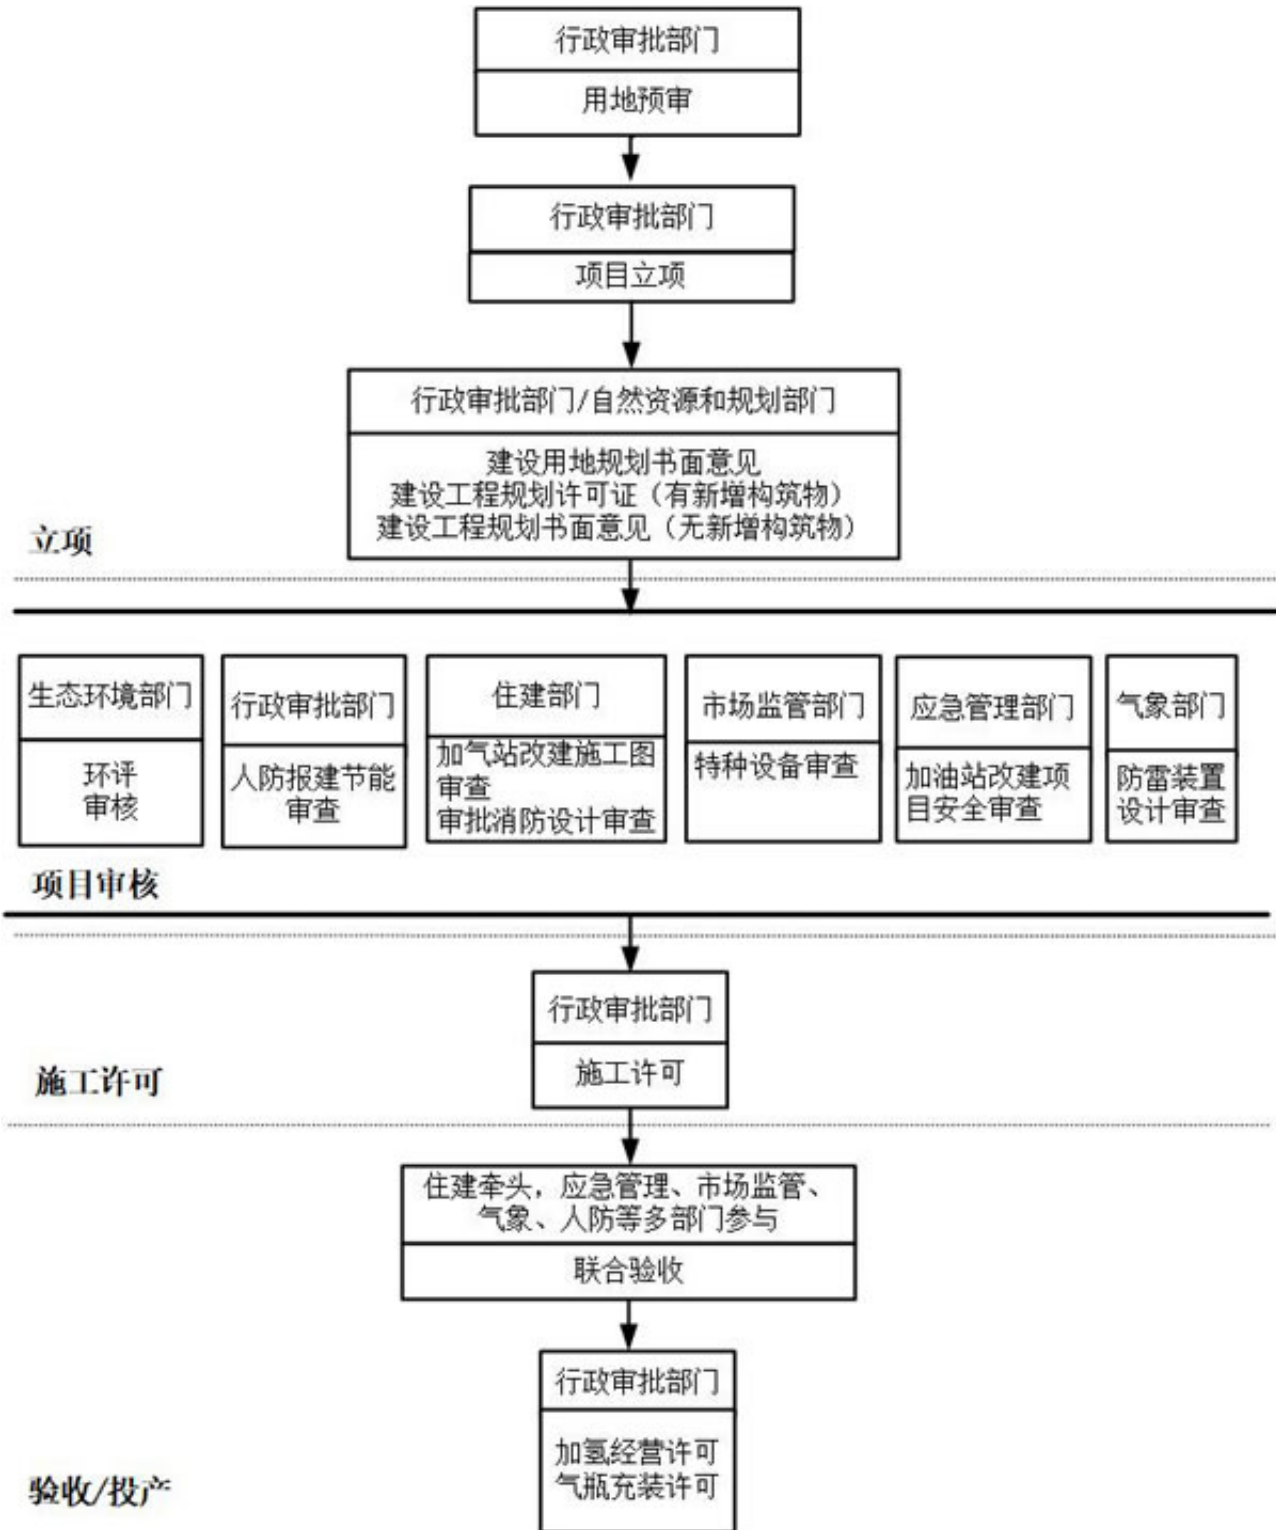 行政审批部门
用地预审
行政审批部门
项目立项
行政审批部门/自然资源和规划部门
建设用地规划书面意见
建设工程规划许可证（有新增构筑物）
建设工程规划书面意见（无新增构筑物）
立项
生态环境部门
环评
审核
行政审批部门
人防报建节能
审查
住建部门
加气站改建施工图
审查
审批消防设计审查
市场监管部门
特种设备审查
应急管理部门
加油站改建项
目安全审查
气象部门
防雷装置
设计审查
项目审核
行政审批部门
施工许可
施工许可
住建牵头，应急管理、市场监管、
气象、人防等多部门参与
联合验收
行政审批部门
加氢经营许可
气瓶充装许可
验收/投产